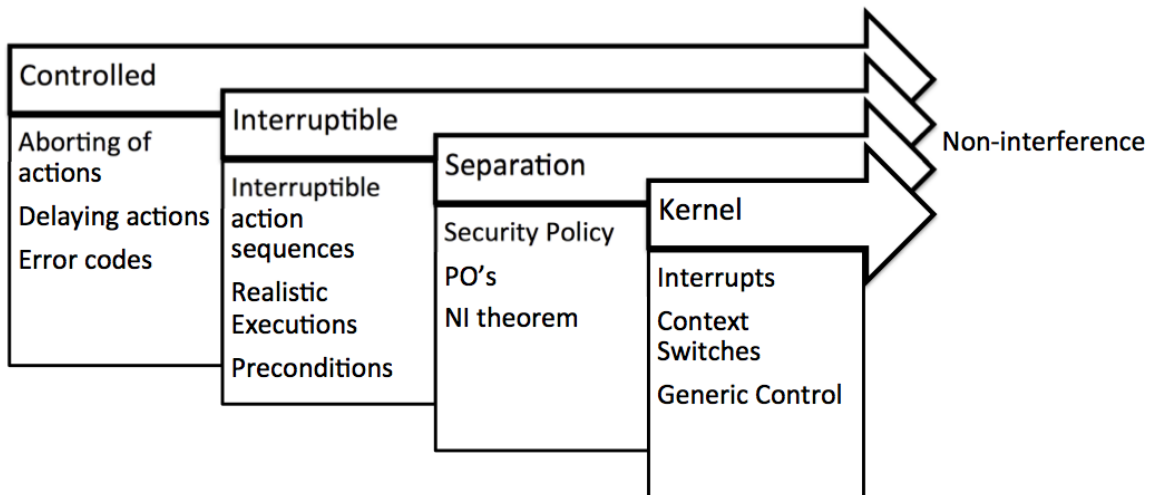 Controlled
Aborting of
actions
Delaying actions
Error codes
Interruptible
Interruptible
action
sequences
Realistic
Executions
Preconditions
Separation
Security Policy
PO’s
NI theorem
Kernel
Interrupts
Context
Switches
Generic Control
Non-interference